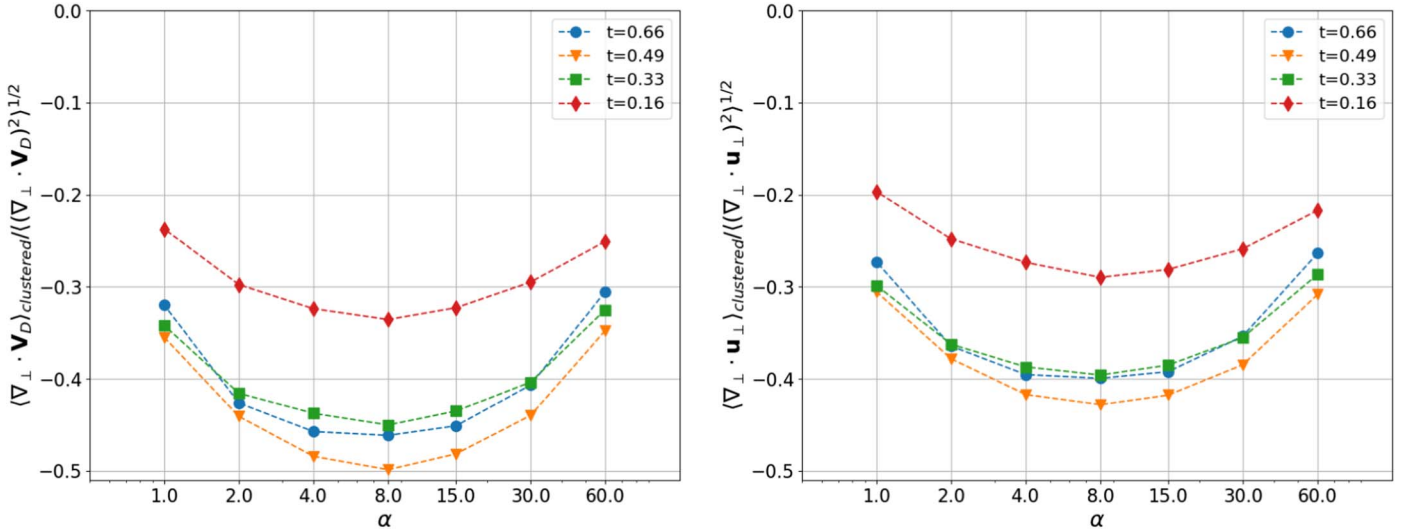 ⟨∇⊥ · V_D⟩_clustered/⟨(∇⊥ · V_D)²⟩^1/2
0.0
−0.1
−0.2
−0.3
−0.4
−0.5
t=0.66
t=0.49
t=0.33
t=0.16
1.0 2.0 4.0 8.0 15.0 30.0 60.0
α
⟨∇⊥ · u⊥⟩_clustered/⟨(∇⊥ · u⊥)²⟩^1/2
0.0
−0.1
−0.2
−0.3
−0.4
−0.5
t=0.66
t=0.49
t=0.33
t=0.16
1.0 2.0 4.0 8.0 15.0 30.0 60.0
α